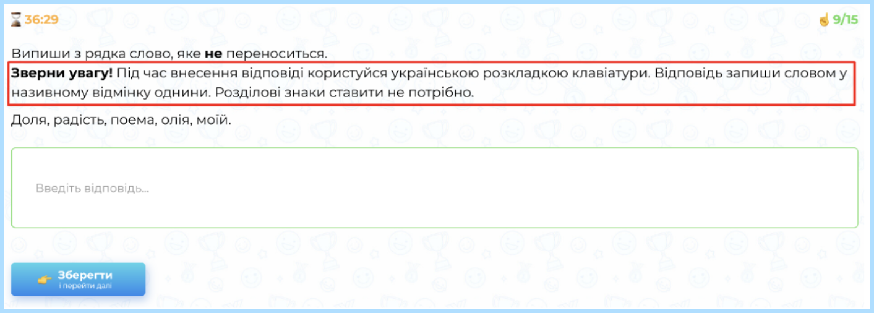 36:29
9/15
Випиши з рядка слово, яке не переноситься.
Зверни увагу! Під час внесення відповіді користуйся українською розкладкою клавіатури. Відповідь запиши словом у
називному відмінку однини. Розділові знаки ставити не потрібно.
Доля, радість, поема, олія, моїй.
Введіть відповідь...
Зберегти
і перейти далі